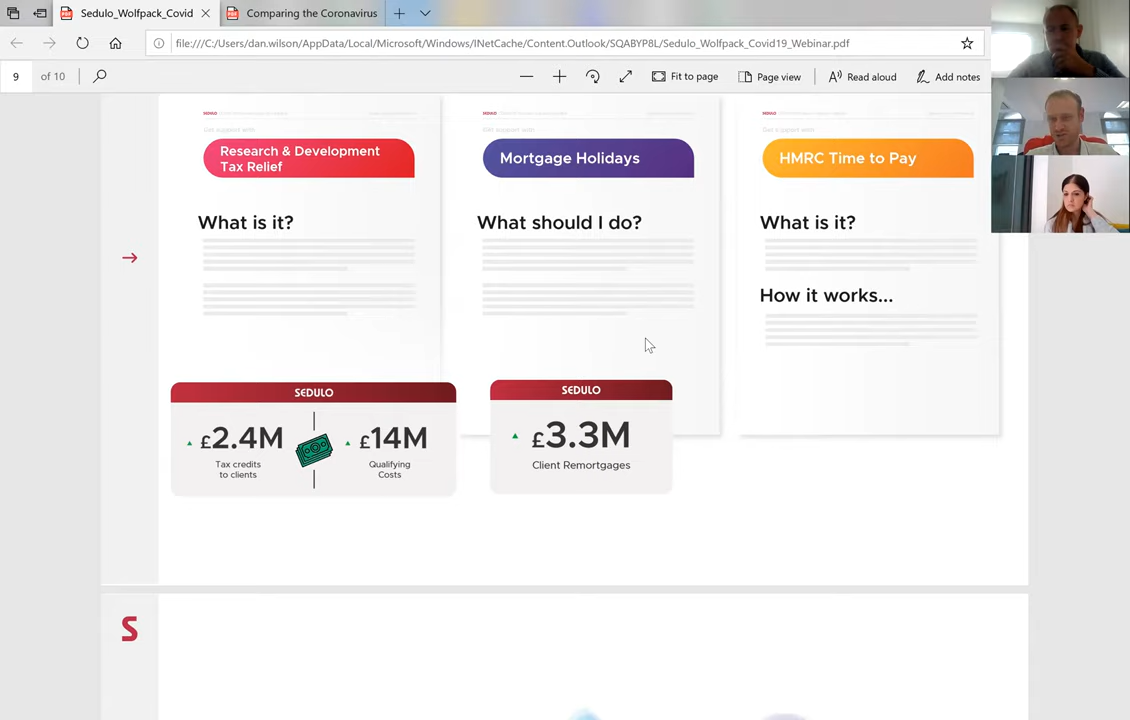 Sedulo_Wolfpack_Covid
Comparing the Coronavirus
file:///C:/Users/dan.wilson/AppData/Local/Microsoft/Windows/INetCache/Content.Outlook/SQABYP8L/Sedulo_Wolfpack_Covid19_Webinar.pdf
9 of 10
Fit to page
Page view
Read aloud
Add notes
Get support with:
Research & Development
Tax Relief
What is it?
Mortgage Holidays
What should I do?
HMRC Time to Pay
What is it?
How it works...
SEDULO
£2.4M
Tax credits
to clients
£14M
Qualifying
Costs
SEDULO
£3.3M
Client Remortgages
S